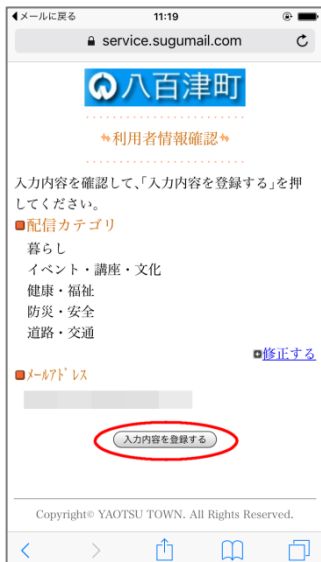 メールに戻る 11:19
service.sugumail.com
八百津町
利用者情報確認
入力内容を確認して、「入力内容を登録する」を押
してください。
配信カテゴリ
暮らし
イベント・講座・文化
健康・福祉
防災・安全
道路・交通
修正する
メールアドレス
入力内容を登録する
Copyright© YAOTSU TOWN. All Rights Reserved.